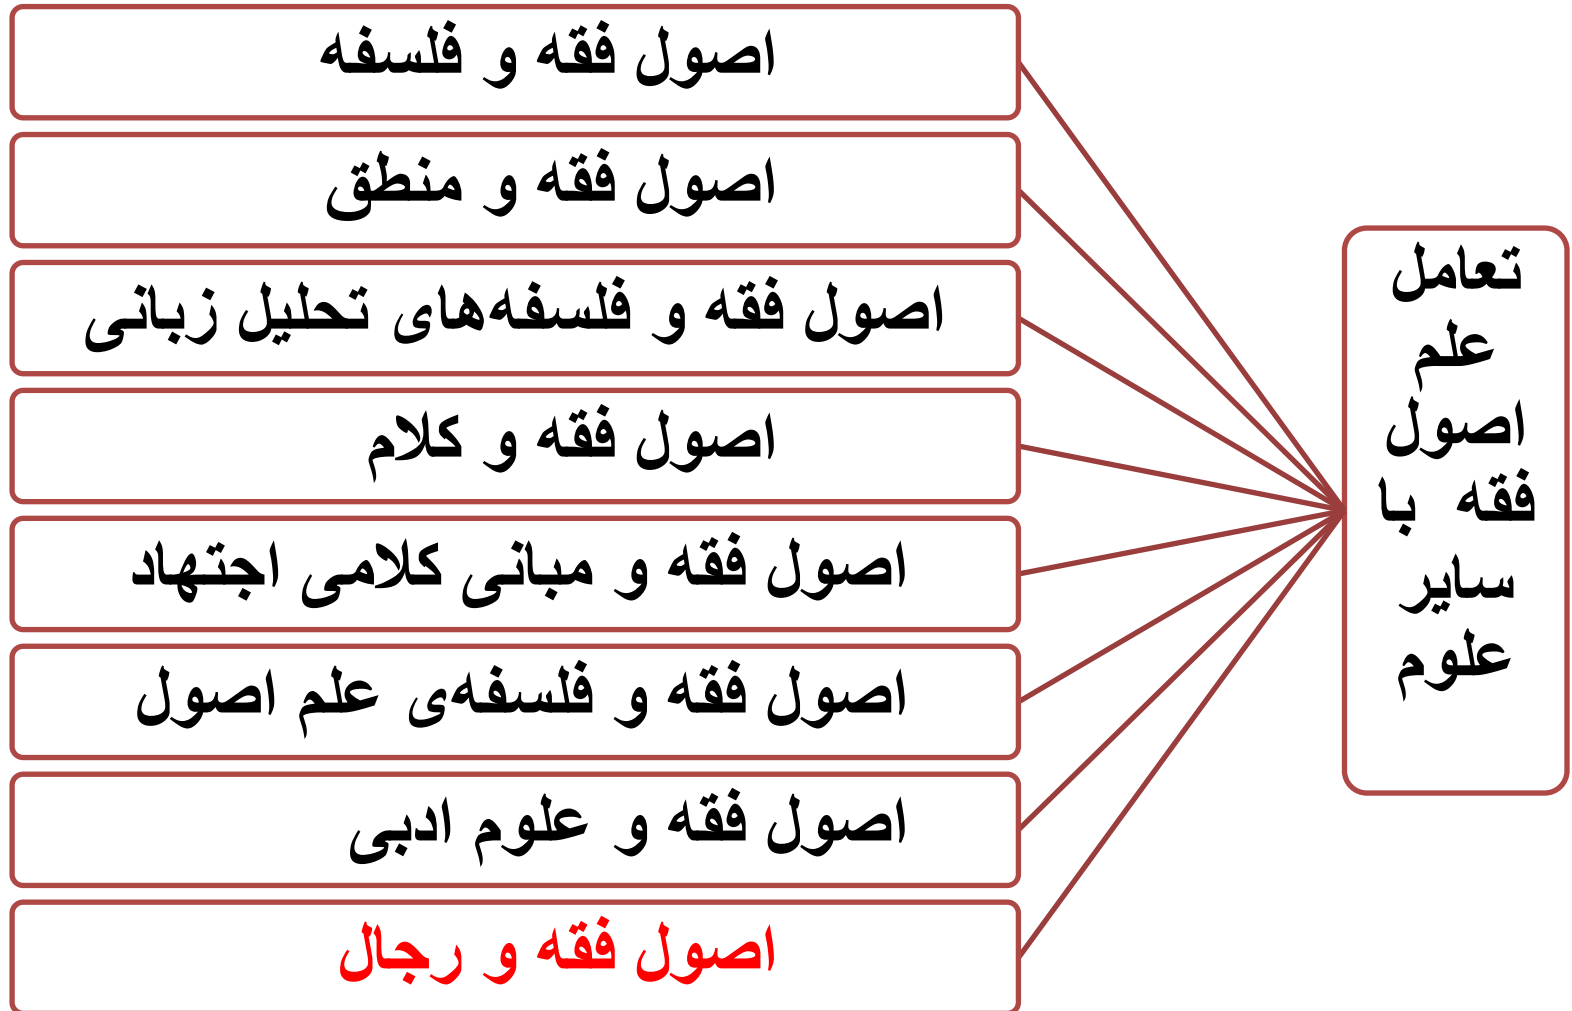 تعامل
علم
اصول
فقه با
سایر
علوم
اصول فقه و فلسفه
اصول فقه و منطق
اصول فقه و فلسفه‌های تحلیل زبانی
اصول فقه و کلام
اصول فقه و مبانی کلامی اجتهاد
اصول فقه و فلسفه‌ی علم اصول
اصول فقه و علوم ادبی
اصول فقه و رجال